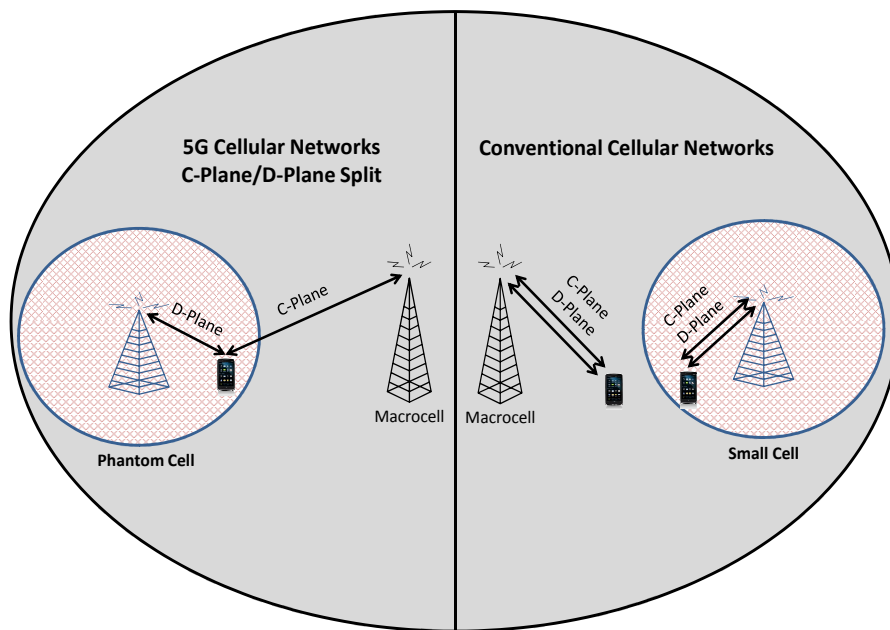 5G Cellular Networks
C-Plane/D-Plane Split
D-Plane
C-Plane
Macrocell
Phantom Cell
Conventional Cellular Networks
C-Plane
D-Plane
Macrocell
C-Plane
D-Plane
Small Cell